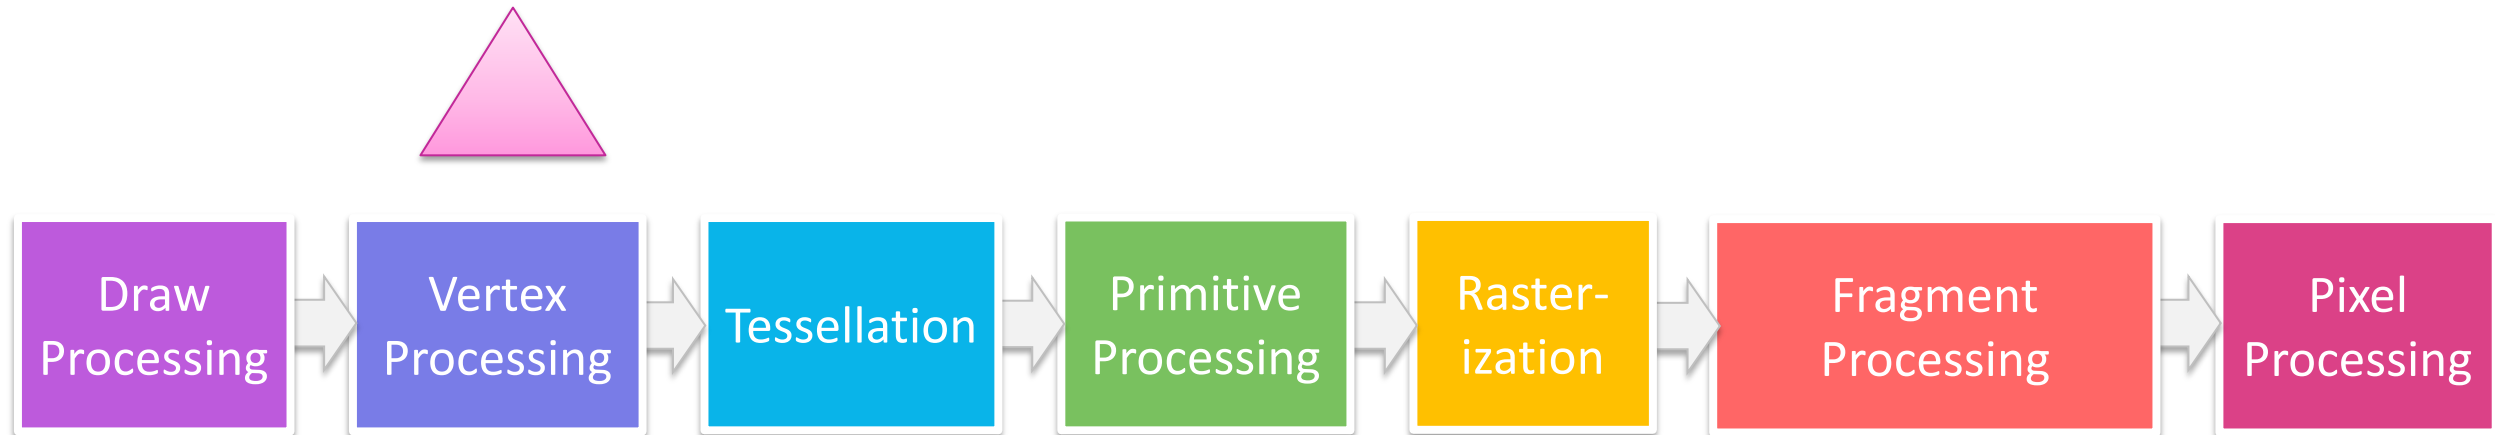 Draw
Processing
Vertex
Processing
Tessellation
Primitive
Processing
Raster-
ization
Fragment
Processing
Pixel
Processing